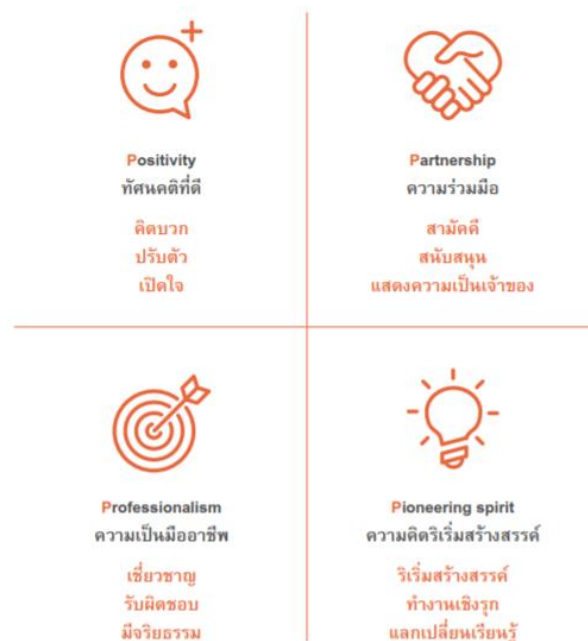 Positivity
ทัศนคติที่ดี
คิดบวก
ปรับตัว
เปิดใจ
Partnership
ความร่วมมือ
สามัคคี
สนับสนุน
แสดงความเป็นเจ้าของ
Professionalism
ความเป็นมืออาชีพ
เชี่ยวชาญ
รับผิดชอบ
มีจริยธรรม
Pioneering spirit
ความคิดริเริ่มสร้างสรรค์
ริเริ่มสร้างสรรค์
ทำงานเชิงรุก
แลกเปลี่ยนเรียนรู้